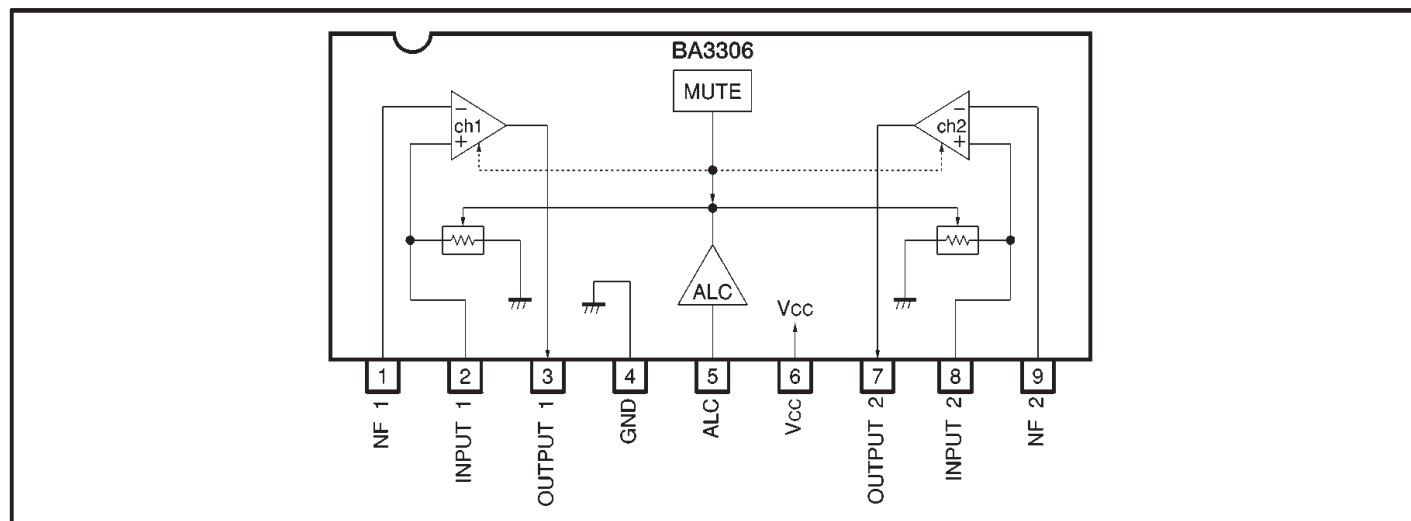 BA3306
MUTE
− ch1 +
− ch2 +
ALC
VCC
1 2 3 4 5 6 7 8 9
NF 1
INPUT 1
OUTPUT 1
GND
ALC
VCC
OUTPUT 2
INPUT 2
NF 2